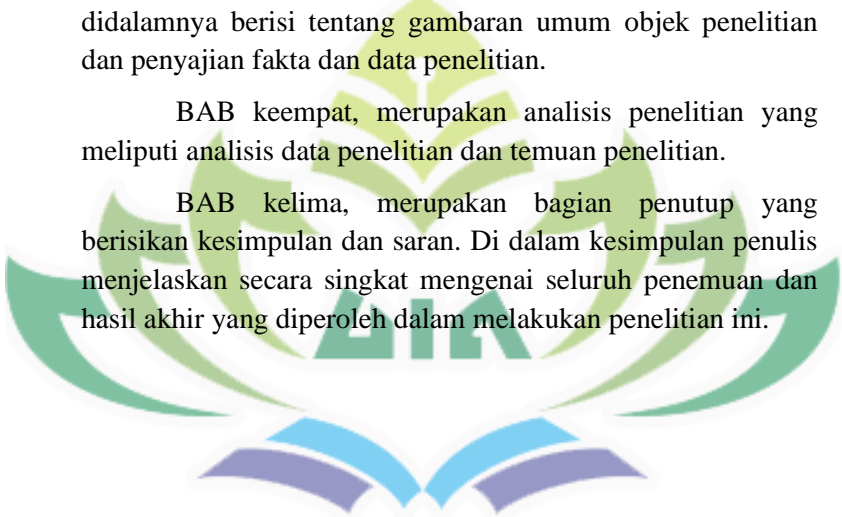 didalamnya berisi tentang gambaran umum objek penelitian
dan penyajian fakta dan data penelitian.
BAB keempat, merupakan analisis penelitian yang
meliputi analisis data penelitian dan temuan penelitian.
BAB kelima, merupakan bagian penutup yang
berisikan kesimpulan dan saran. Di dalam kesimpulan penulis
menjelaskan secara singkat mengenai seluruh penemuan dan
hasil akhir yang diperoleh dalam melakukan penelitian ini.